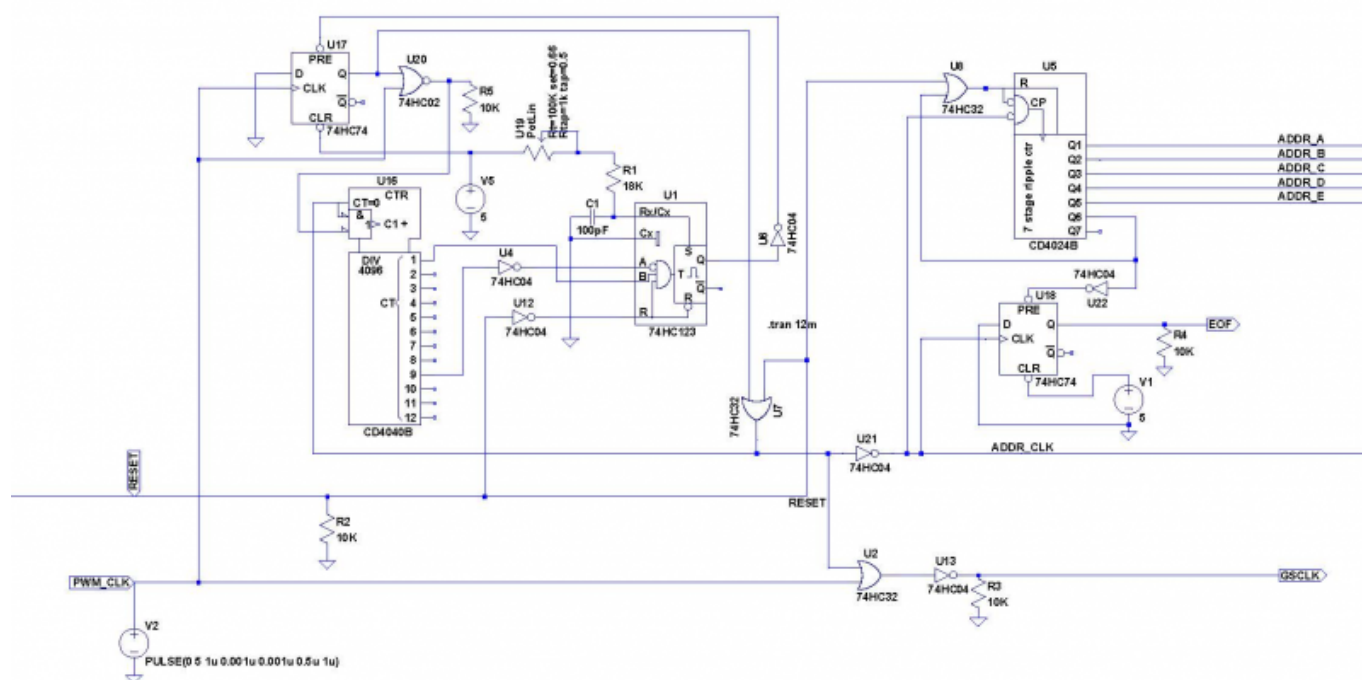 U17
PRE
D
Q
CLK
Q
CLR
74HC74
U20
74HC02
R5
10K
U19
PotLin
Rt=100K set=0.66
Rtap=1k tap=0.5
V5
5
R1
18K
C1
100pF
U16
CTR
CT=0
&
C1 +
DIV
4096
CT
1
2
3
4
5
6
7
8
9
10
11
12
CD4040B
U4
74HC04
U12
74HC04
U1
Rx/Cx
Cx
S
A
B
T
Q
Q
R
R
74HC123
U6
74HC04
.tran 12m
74HC32
U7
U8
74HC32
U5
R
CP
7 stage ripple ctr
Q1
Q2
Q3
Q4
Q5
Q6
Q7
CD4024B
ADDR_A
ADDR_B
ADDR_C
ADDR_D
ADDR_E
74HC04
U22
U18
PRE
D
Q
CLK
Q
CLR
74HC74
EOF
R4
10K
V1
5
U21
74HC04
ADDR_CLK
RESET
RESET
R2
10K
PWM_CLK
U2
74HC32
U13
74HC04
R3
10K
GSCLK
V2
PULSE(0 5 1u 0.001u 0.001u 0.5u 1u)